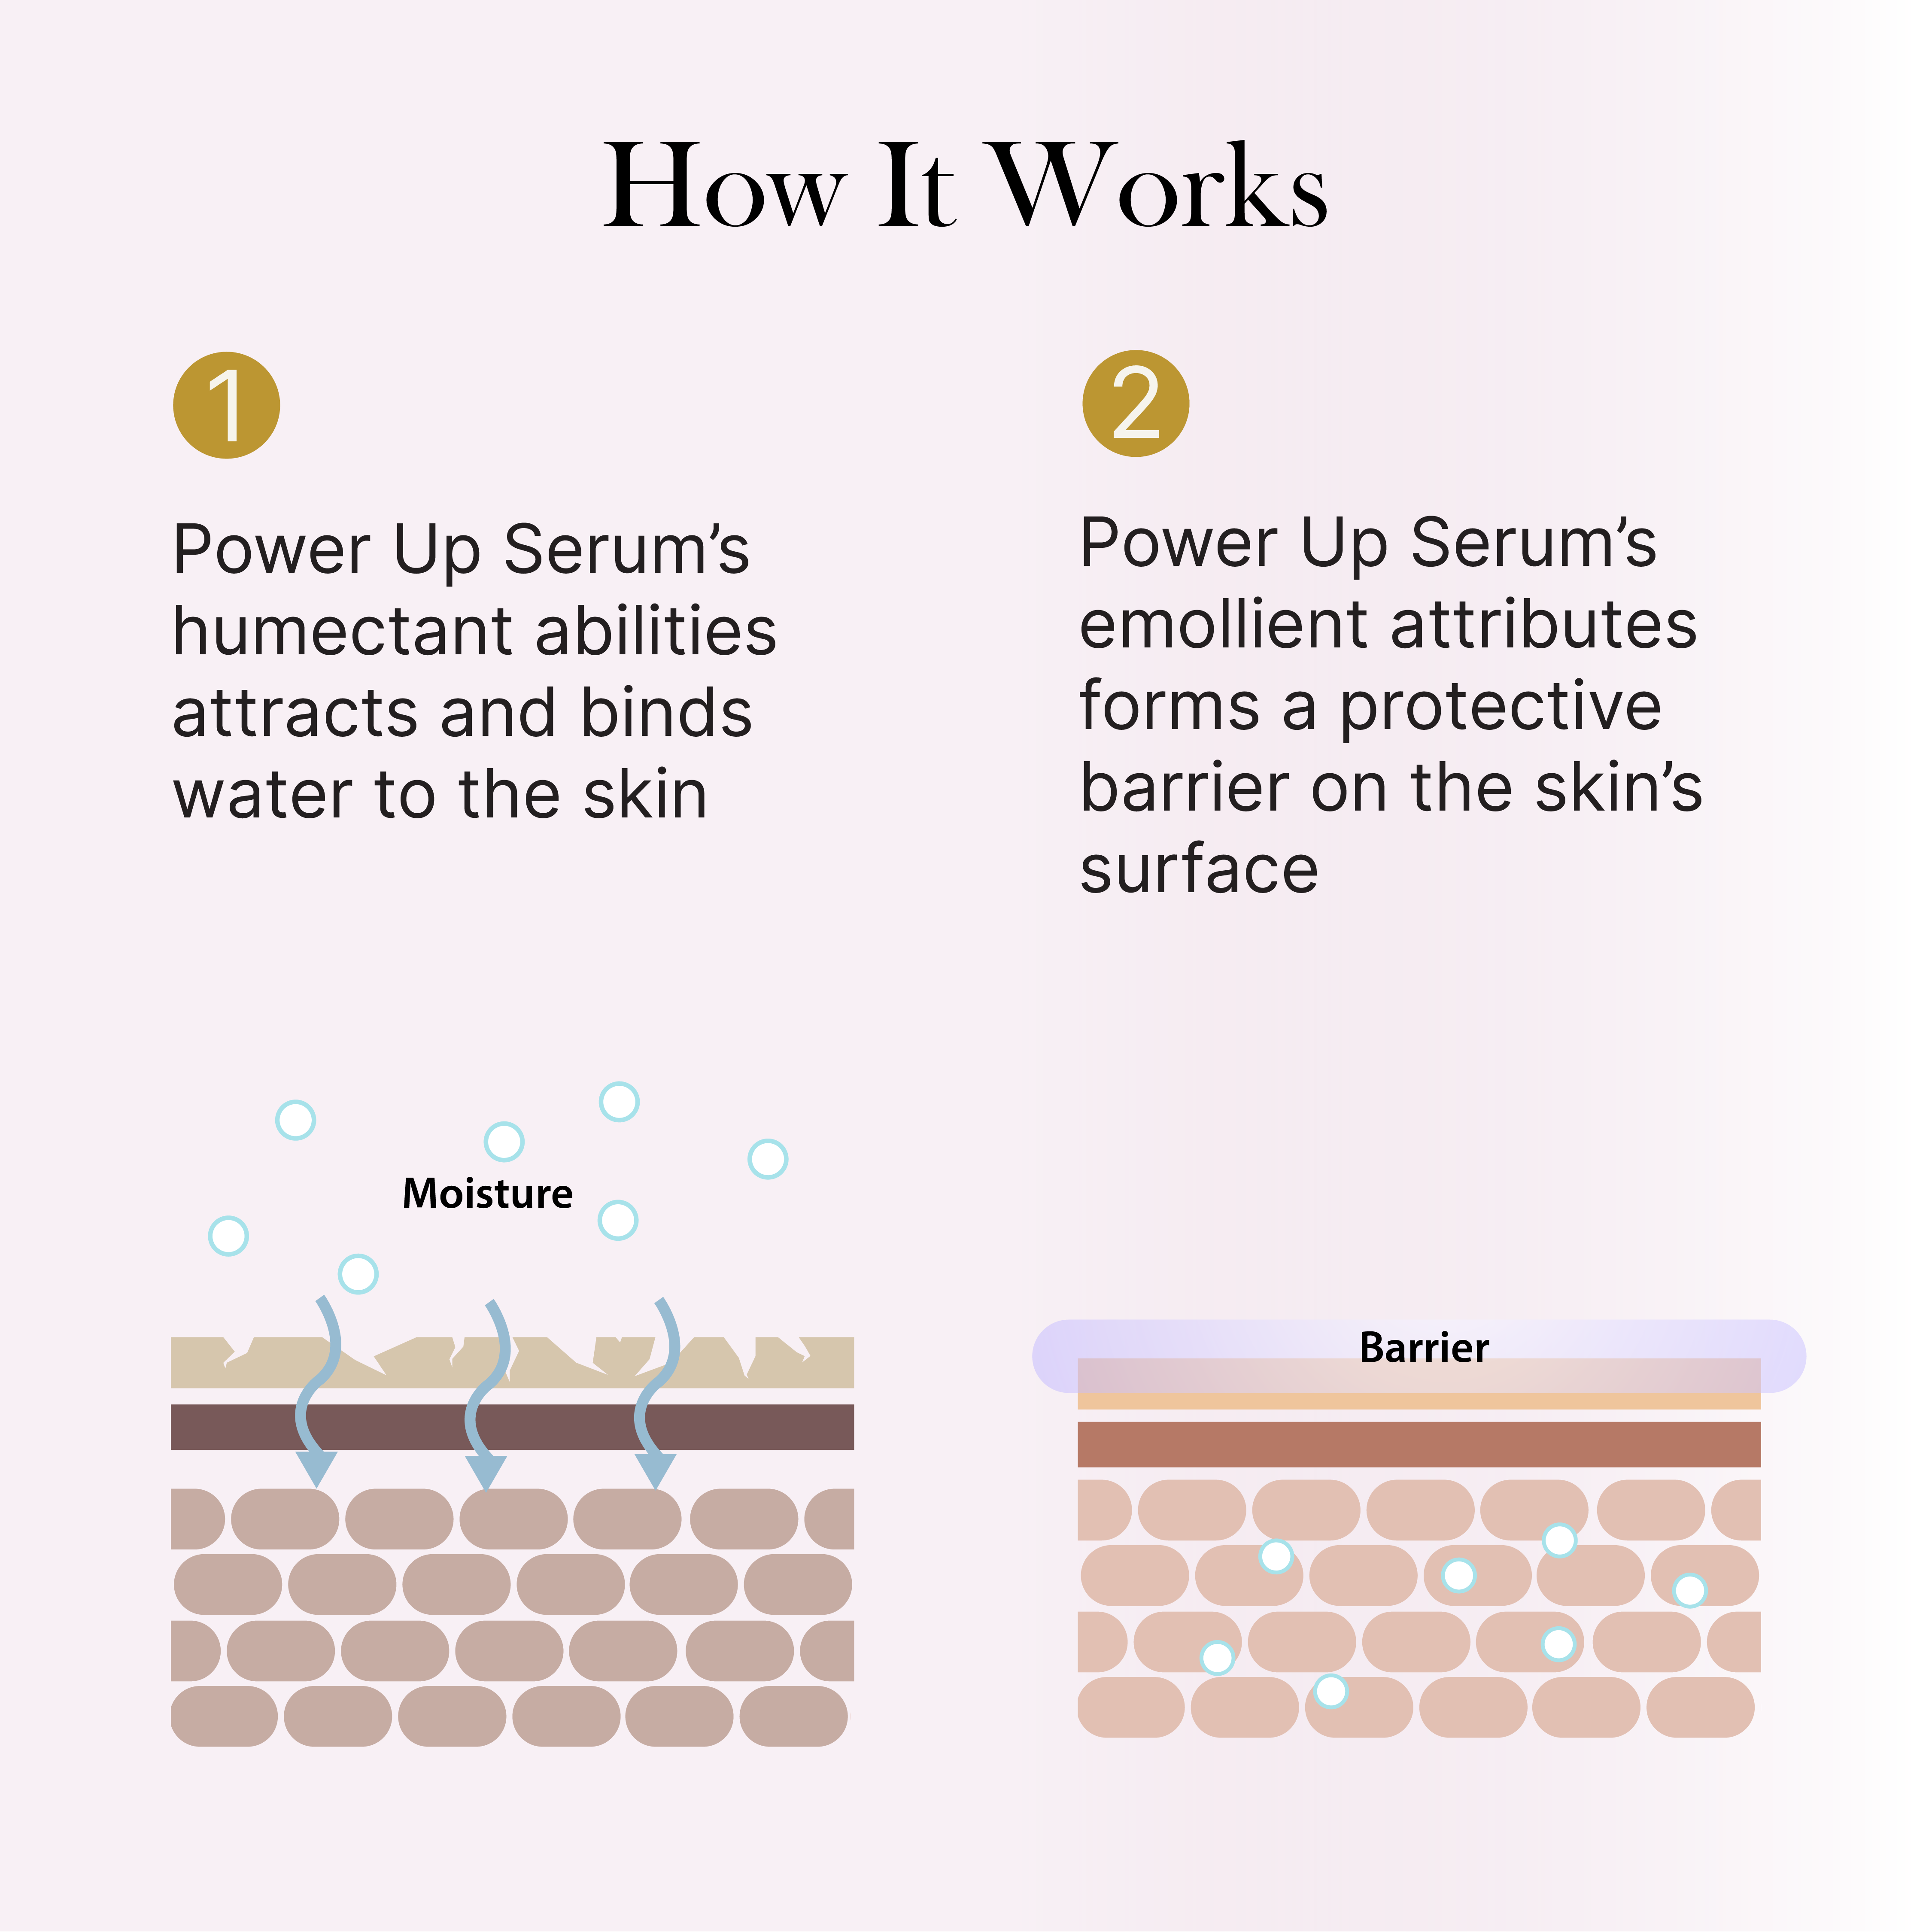 How It Works
1
Power Up Serum’s
humectant abilities
attracts and binds
water to the skin
Moisture
2
Power Up Serum’s
emollient attributes
forms a protective
barrier on the skin’s
surface
Barrier